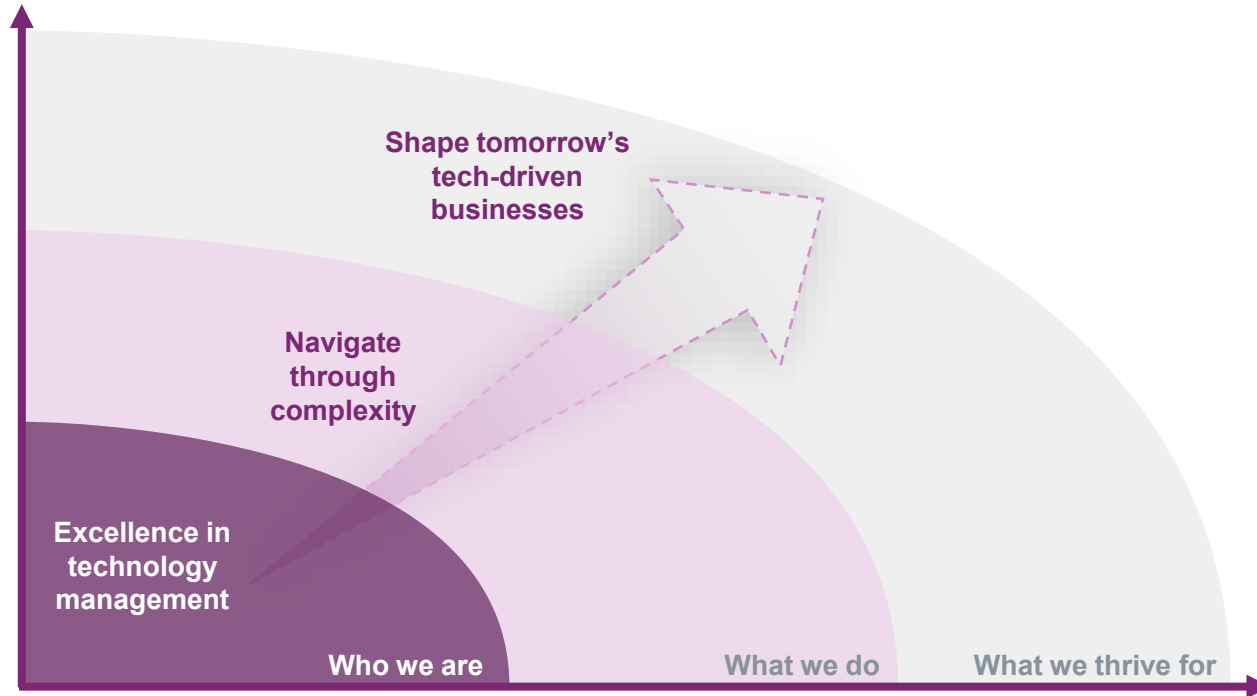 Shape tomorrow’s
tech-driven
businesses
Navigate
through
complexity
Excellence in
technology
management
Who we are
What we do
What we thrive for